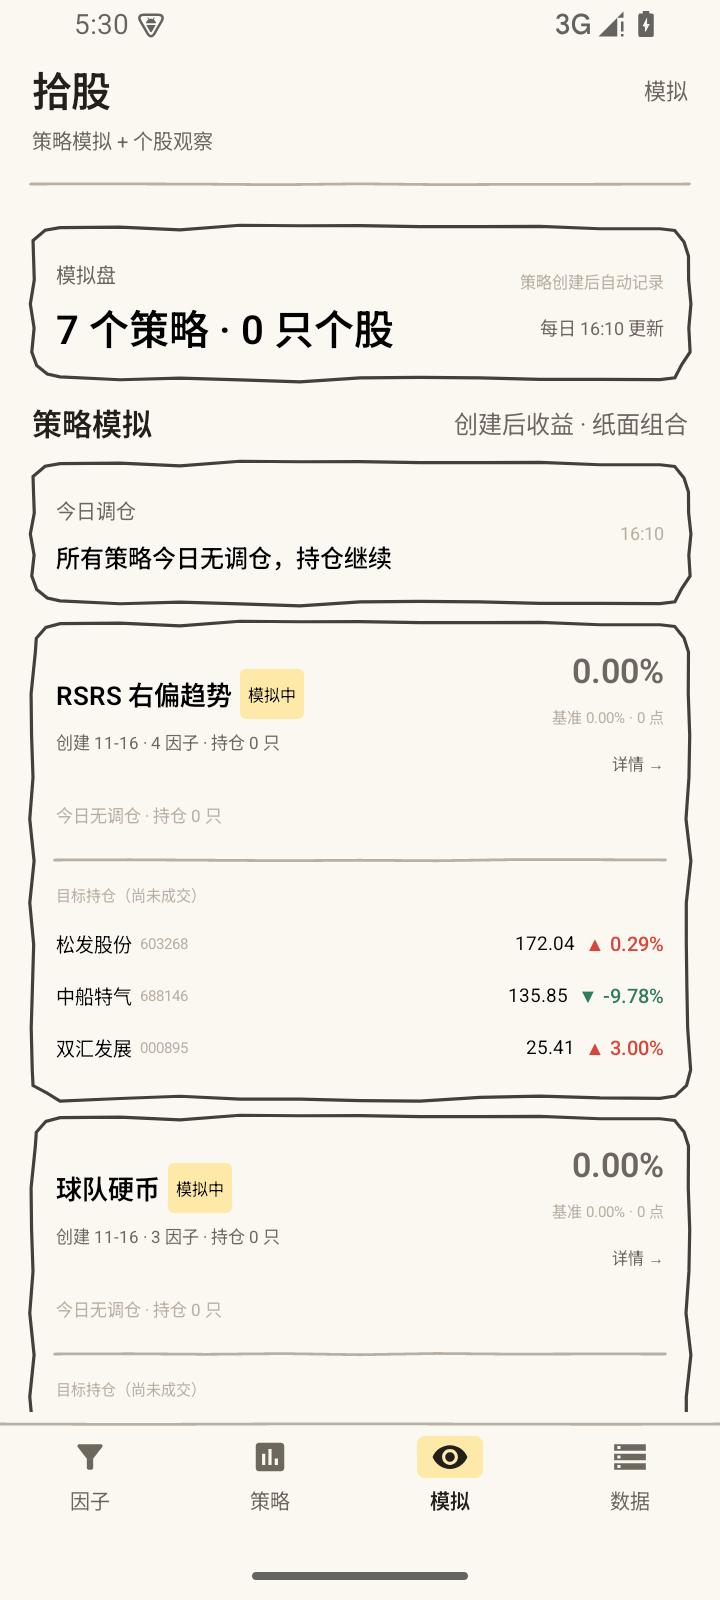 5:30
3G
拾股
模拟
策略模拟 + 个股观察
模拟盘
策略创建后自动记录
7 个策略 · 0 只个股
每日 16:10 更新
策略模拟
创建后收益 · 纸面组合
今日调仓
16:10
所有策略今日无调仓，持仓继续
0.00%
RSRS 右偏趋势 模拟中
基准 0.00% · 0 点
创建 11-16 · 4 因子 · 持仓 0 只
详情 →
今日无调仓 · 持仓 0 只
目标持仓（尚未成交）
松发股份 603268 172.04 ▲ 0.29%
中船特气 688146 135.85 ▼ -9.78%
双汇发展 000895 25.41 ▲ 3.00%
0.00%
球队硬币 模拟中
基准 0.00% · 0 点
创建 11-16 · 3 因子 · 持仓 0 只
详情 →
今日无调仓 · 持仓 0 只
目标持仓（尚未成交）
因子 策略 模拟 数据